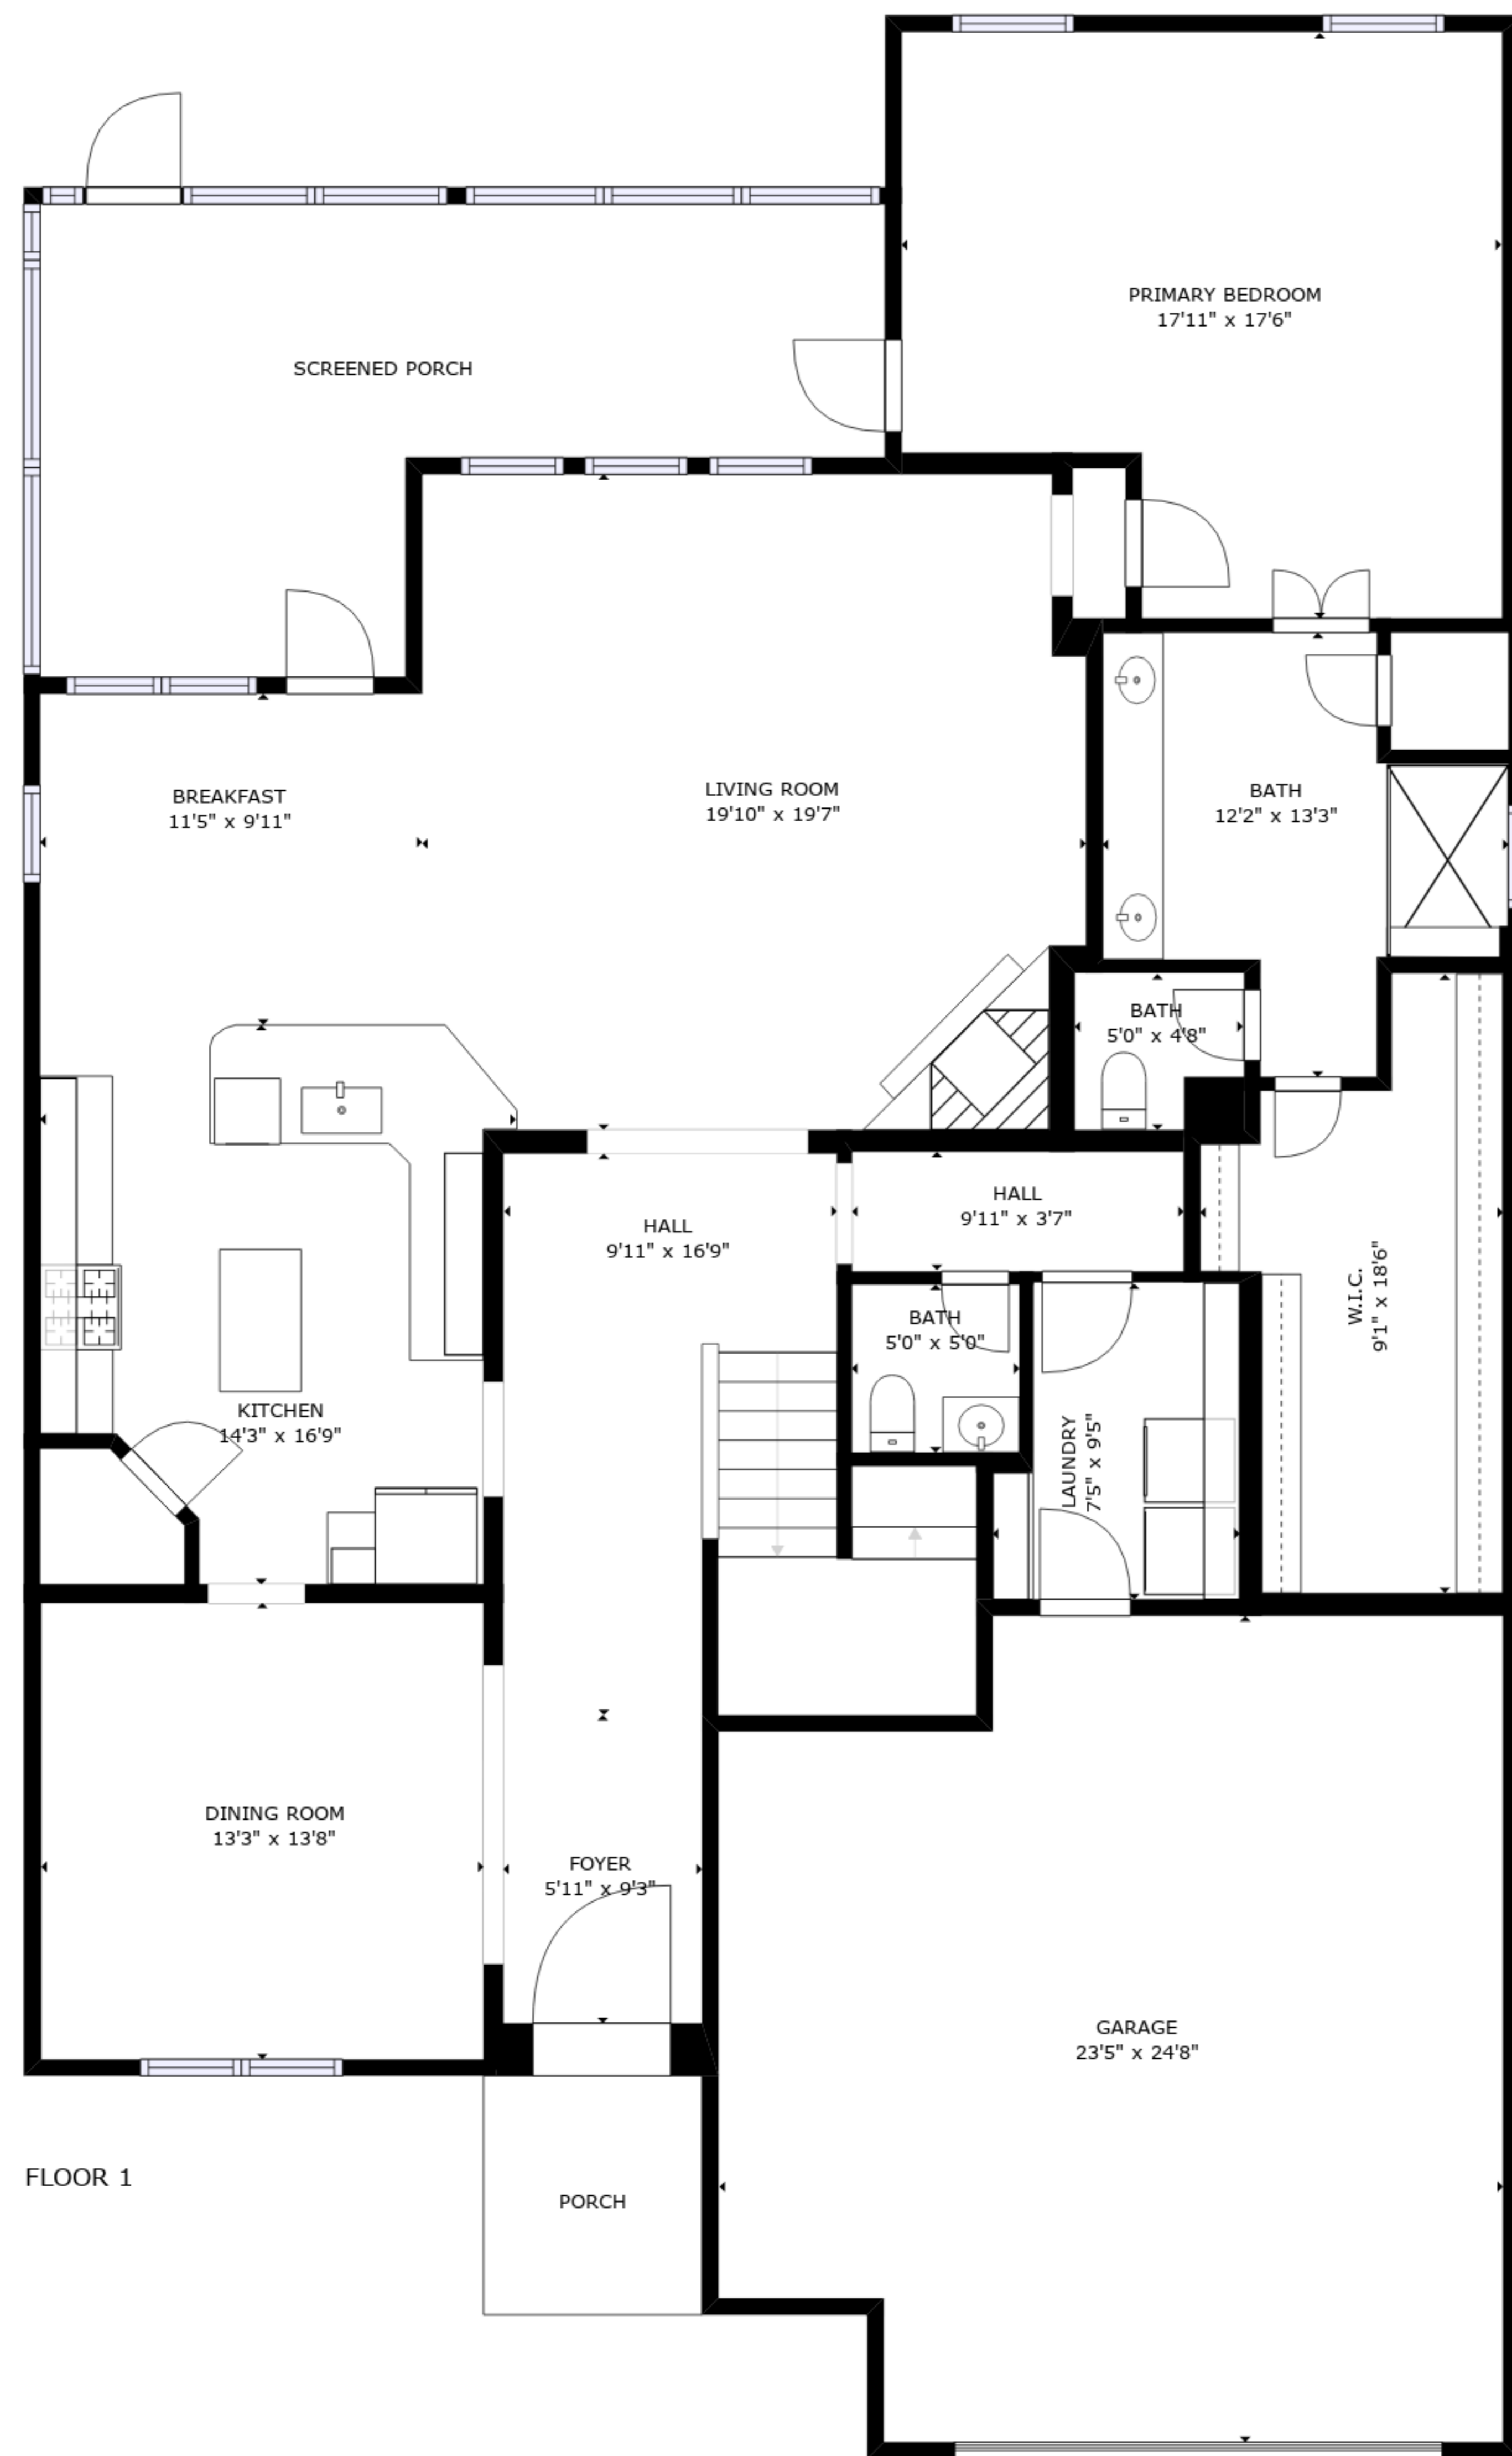 PRIMARY BEDROOM
17'11" x 17'6"
SCREENED PORCH
BREAKFAST
11'5" x 9'11"
LIVING ROOM
19'10" x 19'7"
BATH
12'2" x 13'3"
BATH
5'0" x 4'8"
HALL
9'11" x 3'7"
HALL
9'11" x 16'9"
W.I.C.
9'1" x 18'6"
BATH
5'0" x 5'0"
KITCHEN
14'3" x 16'9"
LAUNDRY
7'5" x 9'5"
DINING ROOM
13'3" x 13'8"
FOYER
5'11" x 9'3"
GARAGE
23'5" x 24'8"
FLOOR 1
PORCH